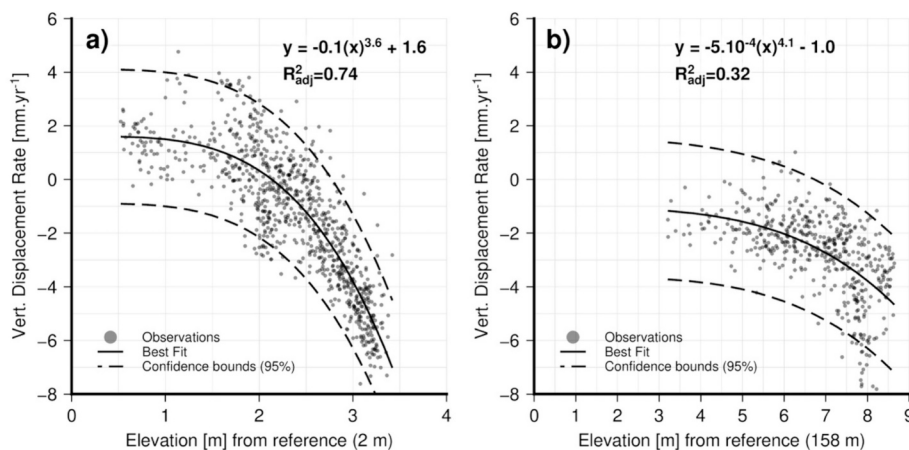 a)
y = -0.1(x)^3.6 + 1.6
R²adj=0.74
Vert. Displacement Rate [mm.yr⁻¹]
6
4
2
0
−2
−4
−6
−8
Observations
Best Fit
Confidence bounds (95%)
0 1 2 3 4
Elevation [m] from reference (2 m)
b)
y = -5.10^-4(x)^4.1 - 1.0
R²adj=0.32
Vert. Displacement Rate [mm.yr⁻¹]
6
4
2
0
−2
−4
−6
−8
Observations
Best Fit
Confidence bounds (95%)
0 1 2 3 4 5 6 7 8 9
Elevation [m] from reference (158 m)